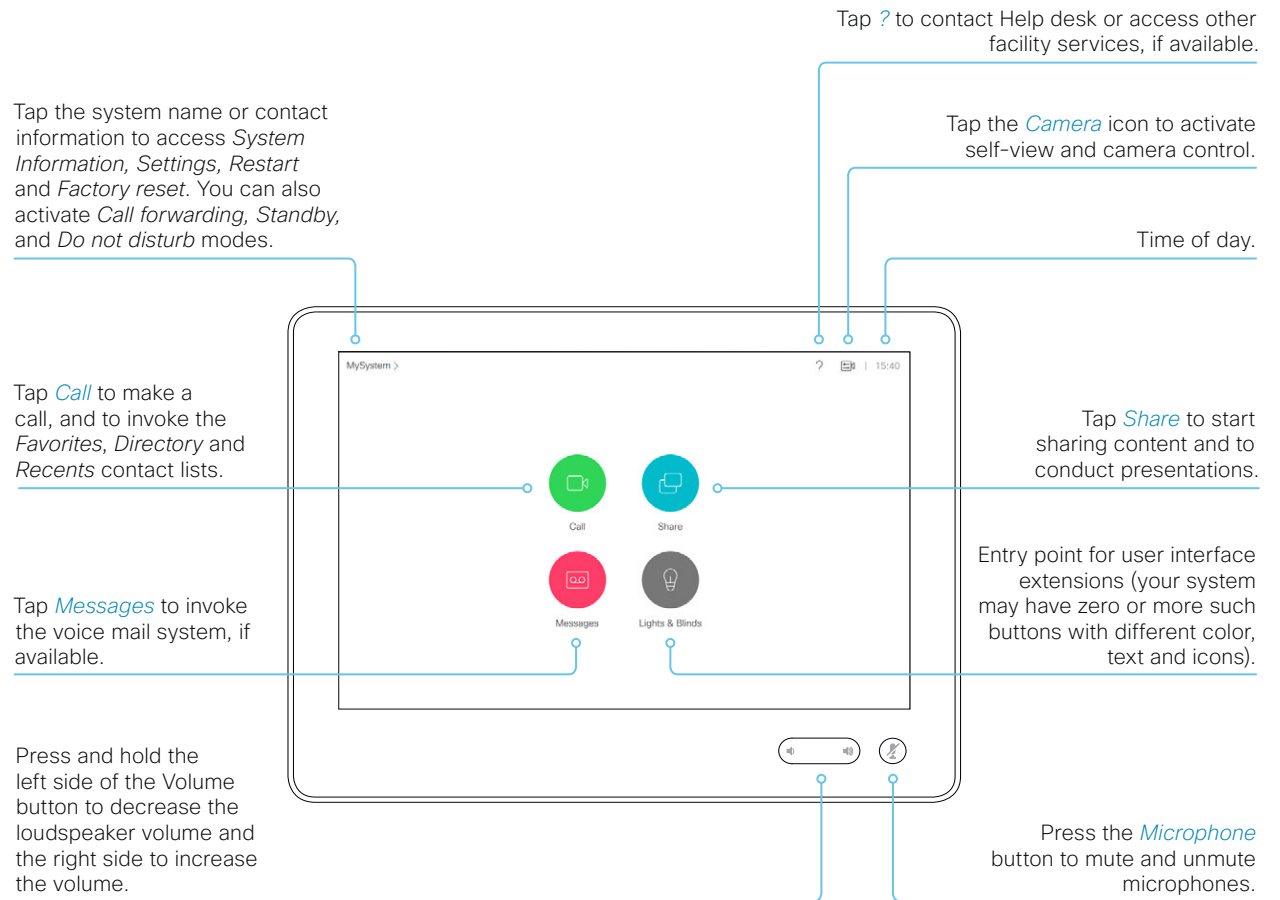 Tap ? to contact Help desk or access other
facility services, if available.
Tap the system name or contact
information to access System
Information, Settings, Restart
and Factory reset. You can also
activate Call forwarding, Standby,
and Do not disturb modes.
Tap the Camera icon to activate
self-view and camera control.
Time of day.
MySystem >
? | 15:40
Tap Call to make a
call, and to invoke the
Favorites, Directory and
Recents contact lists.
Tap Share to start
sharing content and to
conduct presentations.
Call
Share
Tap Messages to invoke
the voice mail system, if
available.
Messages
Lights & Blinds
Entry point for user interface
extensions (your system
may have zero or more such
buttons with different color,
text and icons).
Press and hold the
left side of the Volume
button to decrease the
loudspeaker volume and
the right side to increase
the volume.
Press the Microphone
button to mute and unmute
microphones.